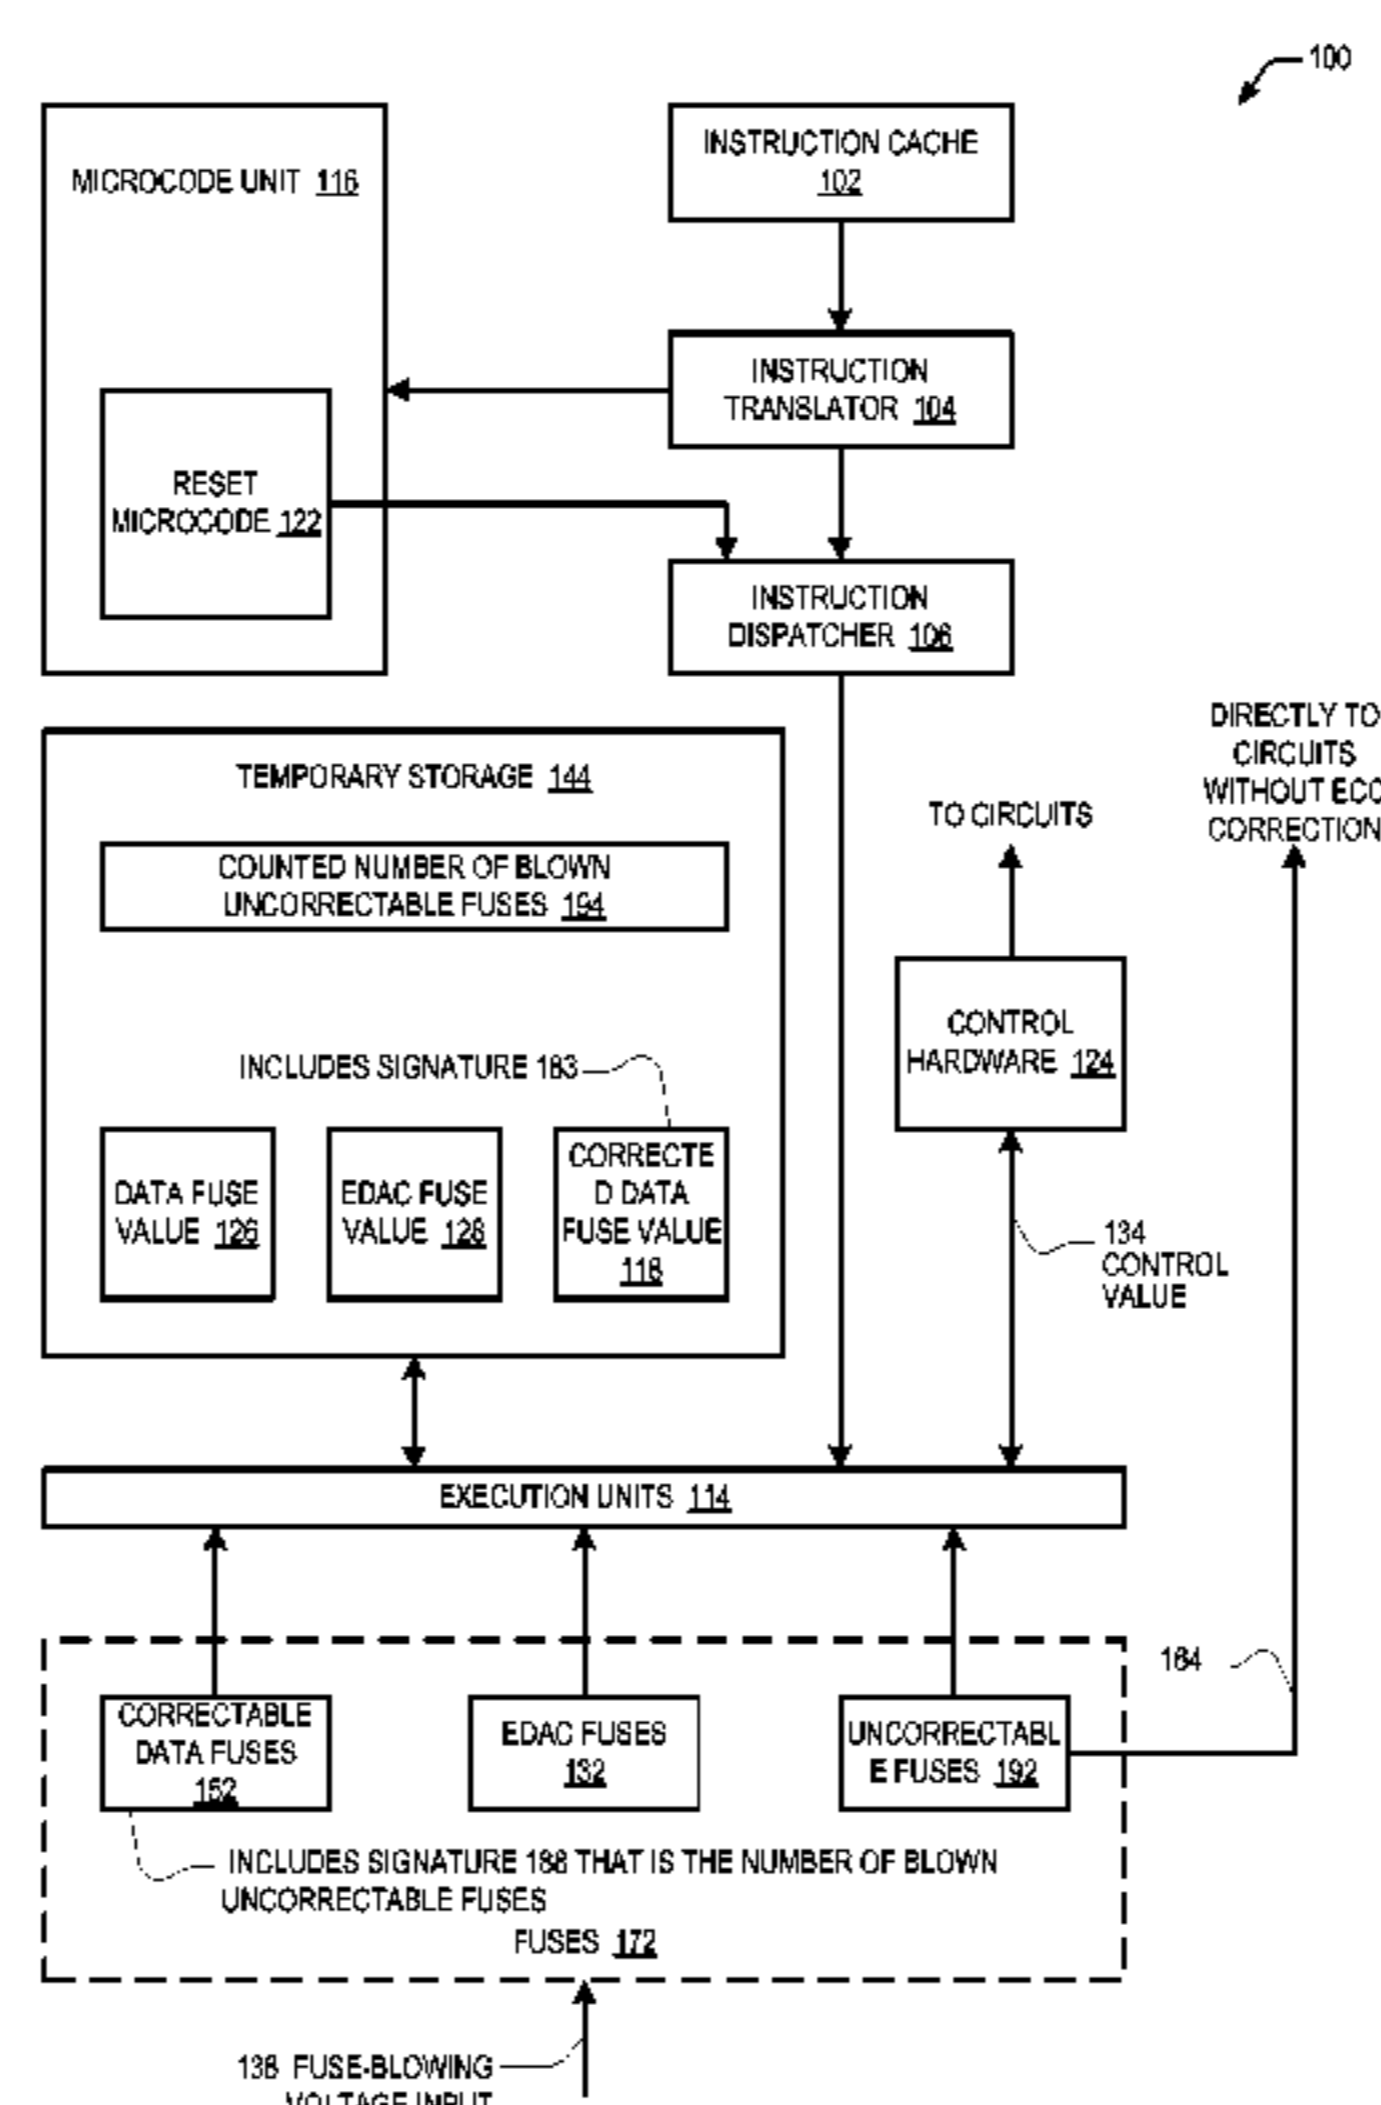 100
MICROCODE UNIT 116
INSTRUCTION CACHE
102
INSTRUCTION
TRANSLATOR 104
RESET
MICROCODE 122
INSTRUCTION
DISPATCHER 106
DIRECTLY TO
CIRCUITS
WITHOUT ECC
CORRECTION
TEMPORARY STORAGE 144
TO CIRCUITS
COUNTED NUMBER OF BLOWN
UNCORRECTABLE FUSES 194
CONTROL
HARDWARE 124
INCLUDES SIGNATURE 183
DATA FUSE
VALUE 126
EDAC FUSE
VALUE 128
CORRECTE
D DATA
FUSE VALUE
118
134
CONTROL
VALUE
EXECUTION UNITS 114
164
CORRECTABLE
DATA FUSES
152
EDAC FUSES
132
UNCORRECTABL
E FUSES 192
INCLUDES SIGNATURE 188 THAT IS THE NUMBER OF BLOWN
UNCORRECTABLE FUSES
FUSES 172
138 FUSE-BLOWING
VOLTAGE INPUT